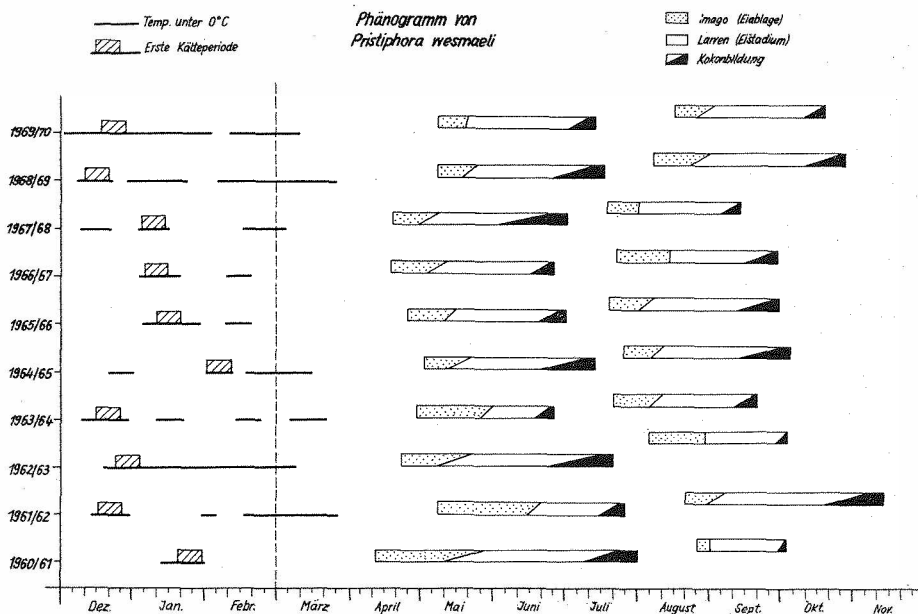 Temp. unter 0°C
Erste Kälteperiode
Phänogramm von
Pristiphora wesmaeli
Imago (Eiablage)
Larven (Eistadium)
Kokonbildung
1969/70
1968/69
1967/68
1966/67
1965/66
1964/65
1963/64
1962/63
1961/62
1960/61
Dez. Jan. Febr. März April Mai Juni Juli August Sept. Okt. Nov.